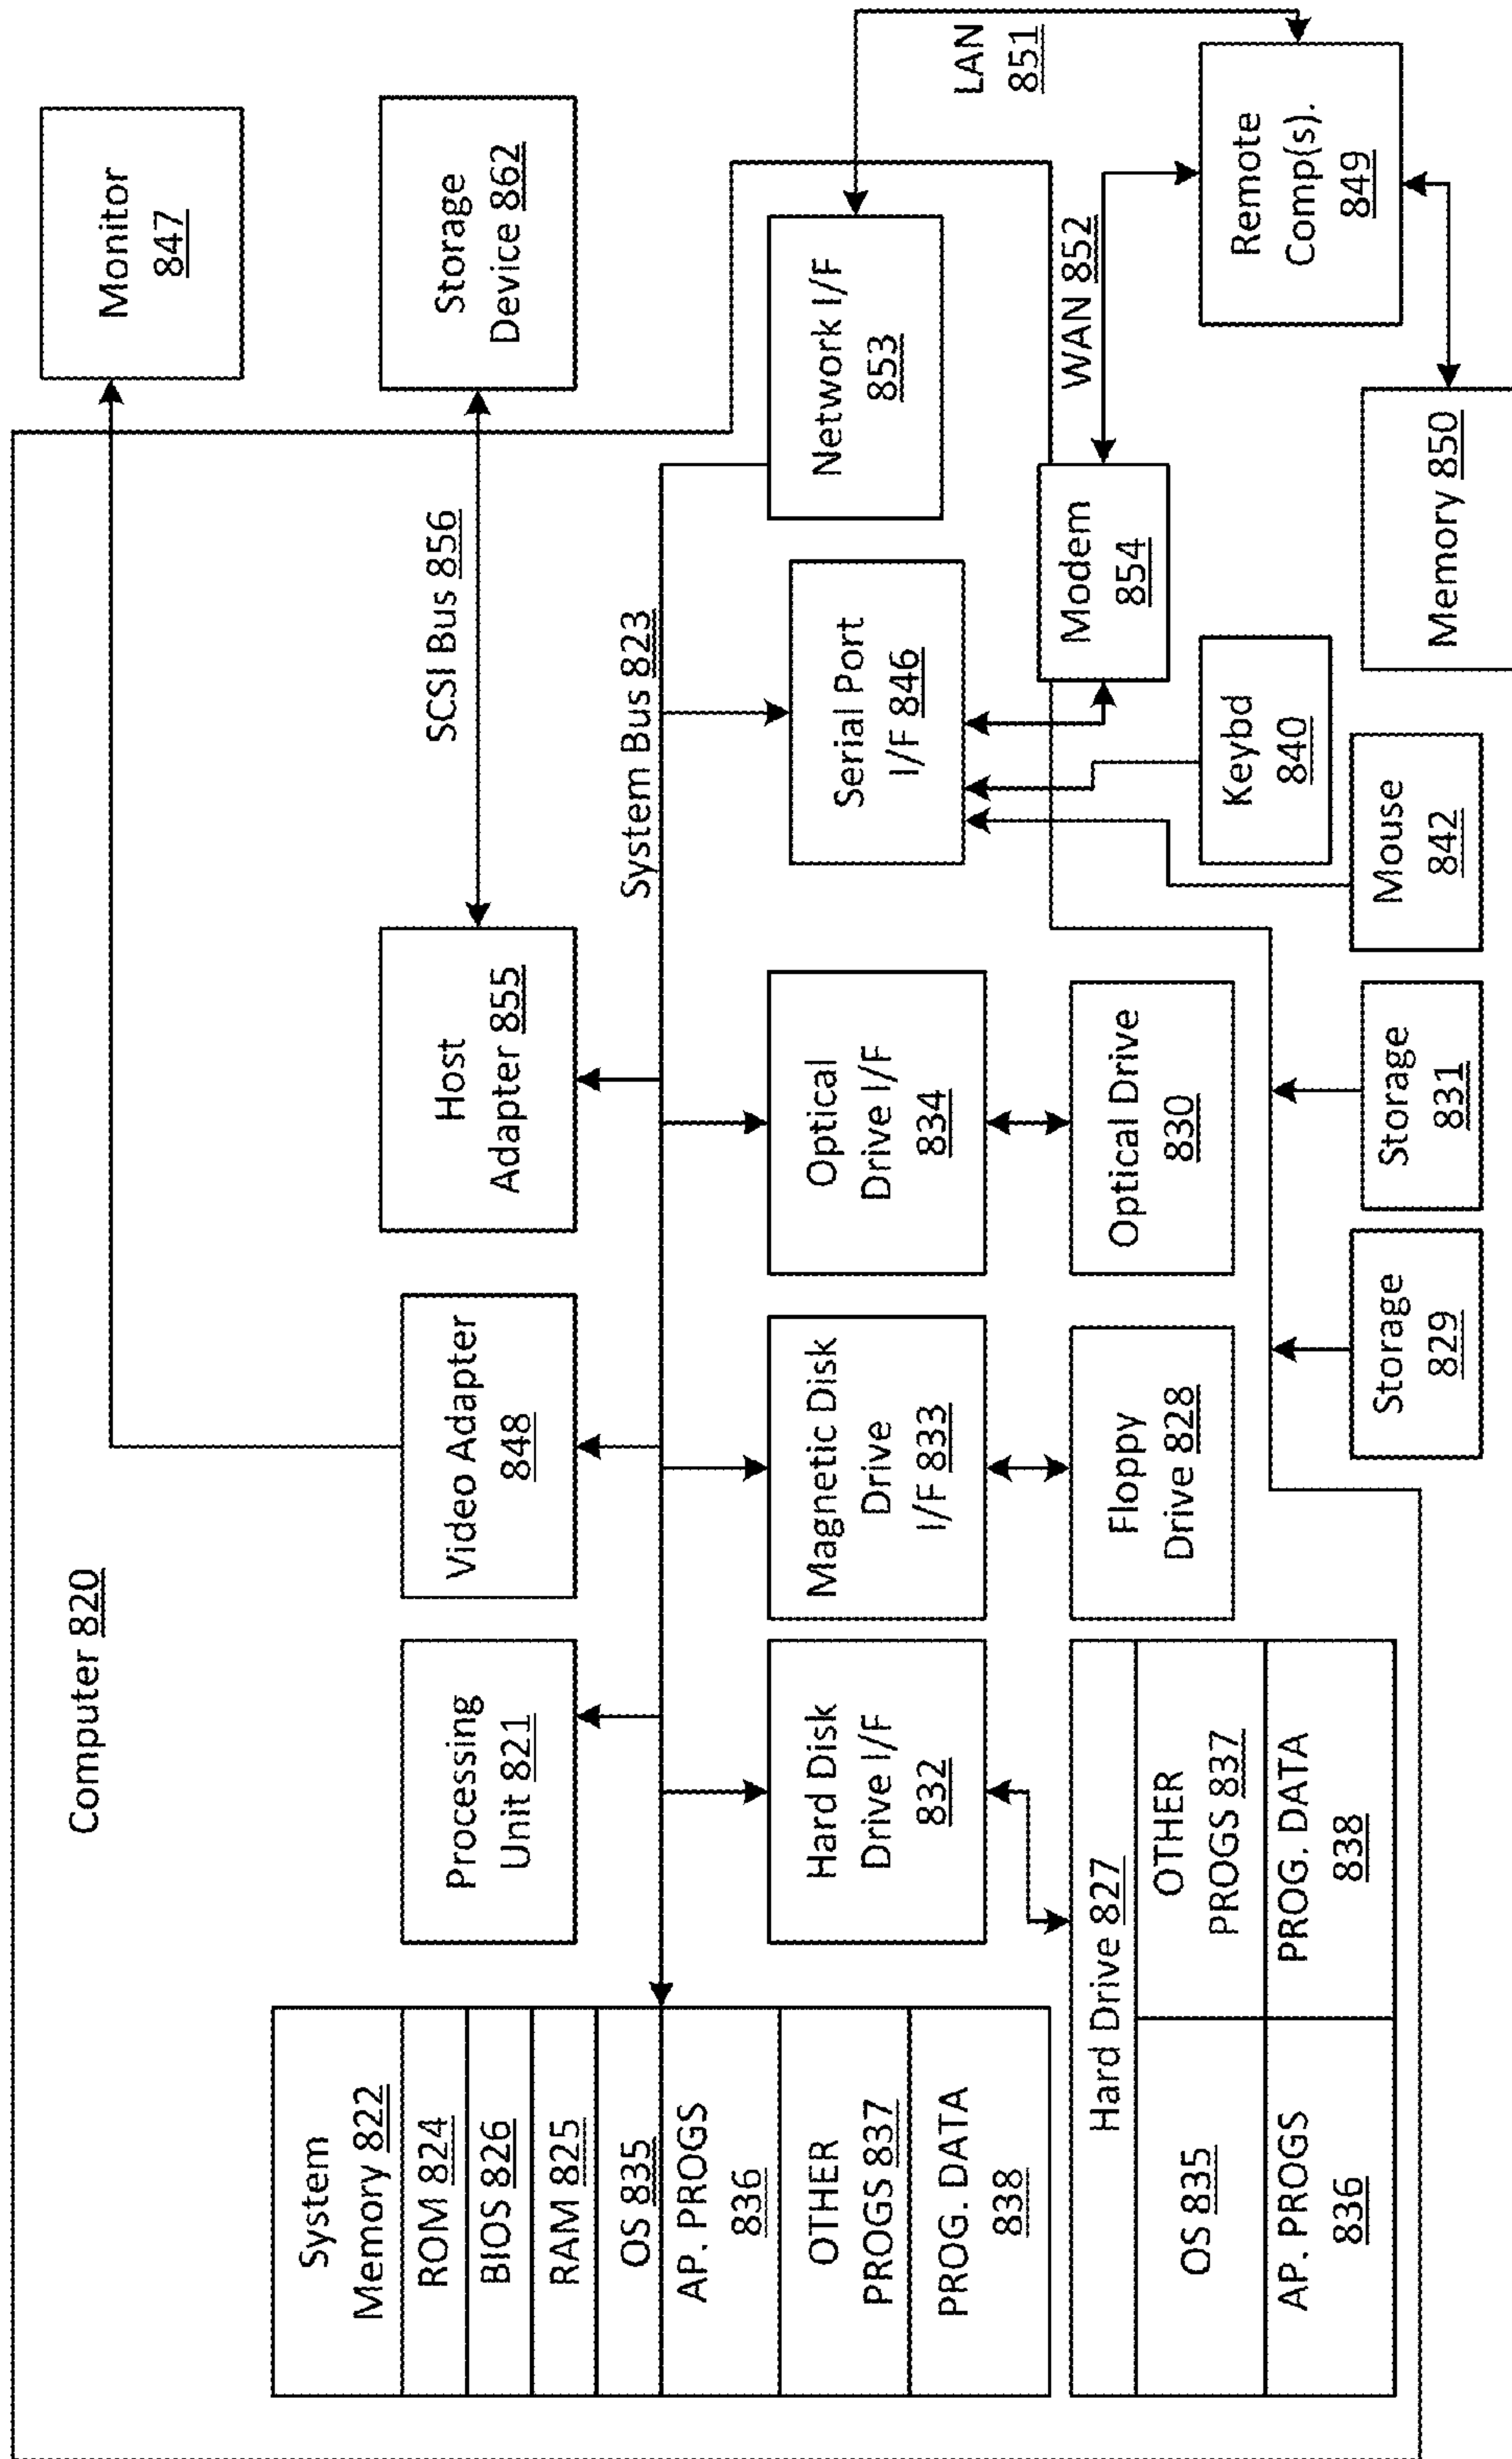 Computer 820
Monitor
847
System
Memory 822
ROM 824
BIOS 826
RAM 825
OS 835
AP. PROGS
836
OTHER
PROGS 837
PROG. DATA
838
Processing
Unit 821
Video Adapter
848
Host
Adapter 855
SCSI Bus 856
Storage
Device 862
System Bus 823
Hard Disk
Drive I/F
832
Magnetic Disk
Drive
I/F 833
Optical
Drive I/F
834
Serial Port
I/F 846
Network I/F
853
LAN
851
Hard Drive 827
OS 835
OTHER
PROGS 837
AP. PROGS
836
PROG. DATA
838
Floppy
Drive 828
Optical Drive
830
Modem
854
WAN 852
Remote
Comp(s).
849
Storage
829
Storage
831
Mouse
842
Keybd
840
Memory 850